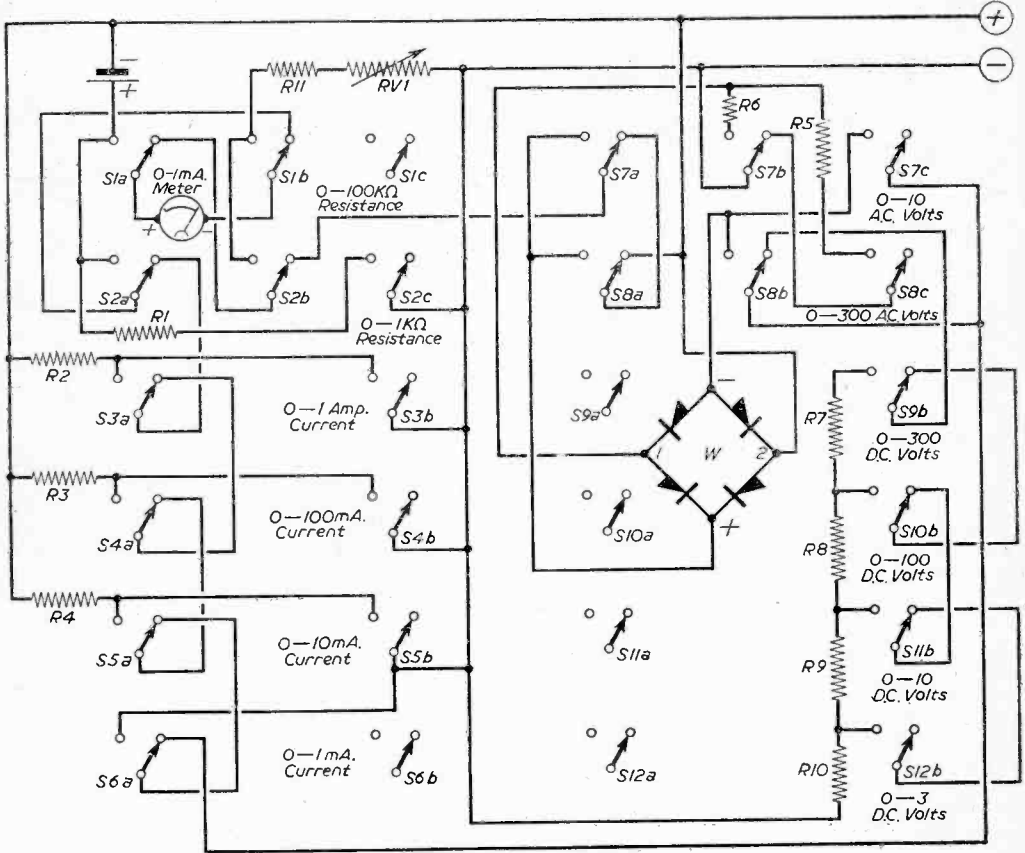 +
−
−
+
R11
RV1
R6
R5
S1a
0–1mA.
Meter
+
−
S1b
S1c
0–100KΩ
Resistance
S7a
S7b
S7c
0–10
A.C. Volts
S2a
S2b
S2c
S8a
S8b
S8c
R1
0–1KΩ
Resistance
0–300 A.C. Volts
R2
S3a
0–1 Amp.
Current
S3b
S9a
−
1
W
2
+
R7
S9b
0–300
D.C. Volts
R3
S4a
0–100mA.
Current
S4b
S10a
R8
S10b
0–100
D.C. Volts
R4
S5a
0–10mA.
Current
S5b
S11a
R9
S11b
0–10
D.C. Volts
S6a
0–1mA.
Current
S6b
S12a
R10
S12b
0–3
D.C. Volts